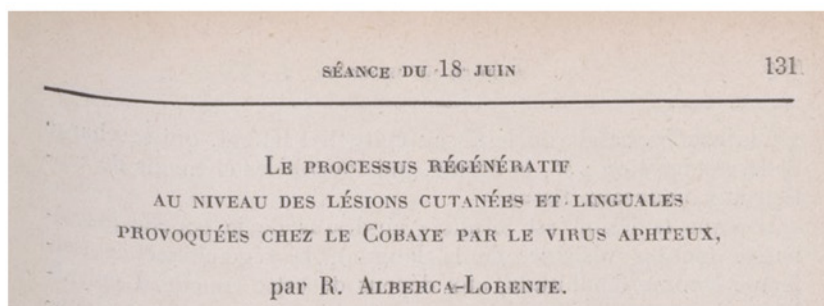 SÉANCE DU 18 JUIN 131
LE PROCESSUS RÉGÉNÉRATIF
AU NIVEAU DES LÉSIONS CUTANÉES ET LINGUALES
PROVOQUÉES CHEZ LE COBAYE PAR LE VIRUS APHTEUX,
par R. ALBERCA-LORENTE.